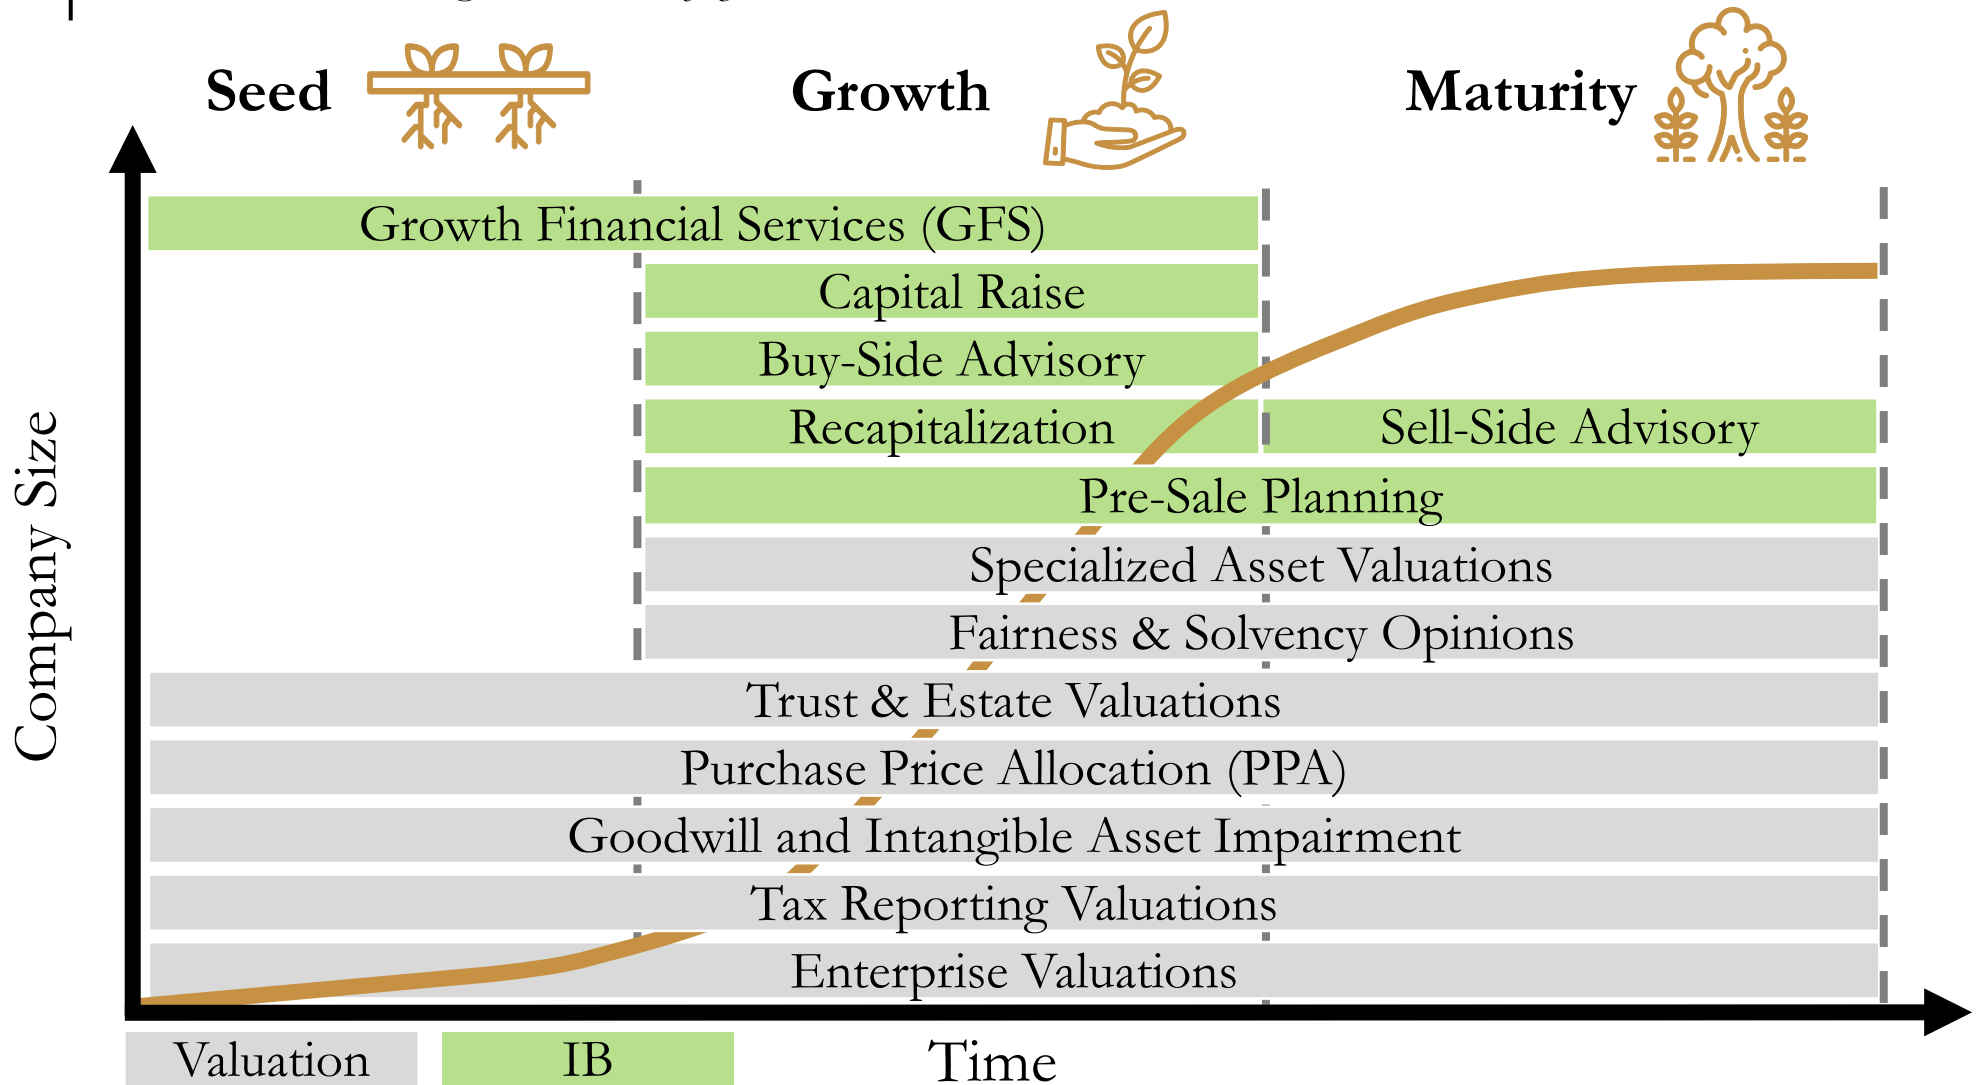 Seed
Growth
Maturity
Growth Financial Services (GFS)
Capital Raise
Buy-Side Advisory
Recapitalization
Sell-Side Advisory
Pre-Sale Planning
Specialized Asset Valuations
Fairness & Solvency Opinions
Trust & Estate Valuations
Purchase Price Allocation (PPA)
Goodwill and Intangible Asset Impairment
Tax Reporting Valuations
Enterprise Valuations
Company Size
Valuation
IB
Time